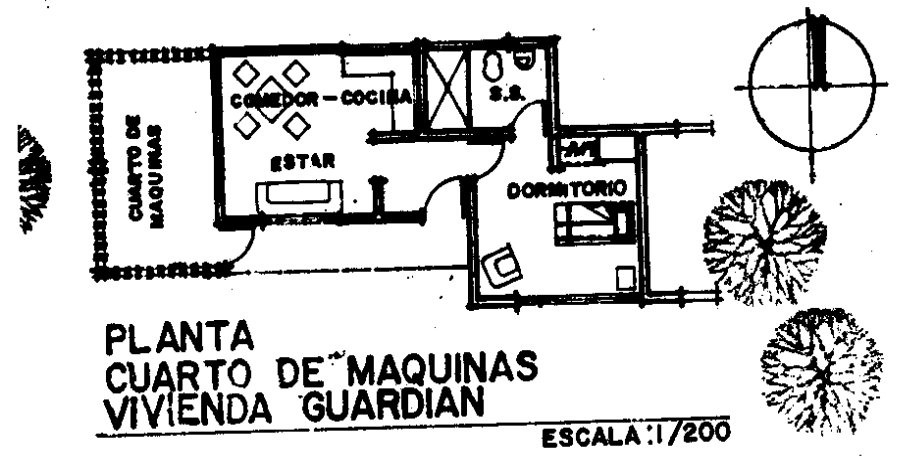 COMEDOR-COCINA
S.S.
CUARTO DE
MAQUINAS
ESTAR
DORMITORIO
PLANTA
CUARTO DE MAQUINAS
VIVIENDA GUARDIAN
ESCALA:1/200